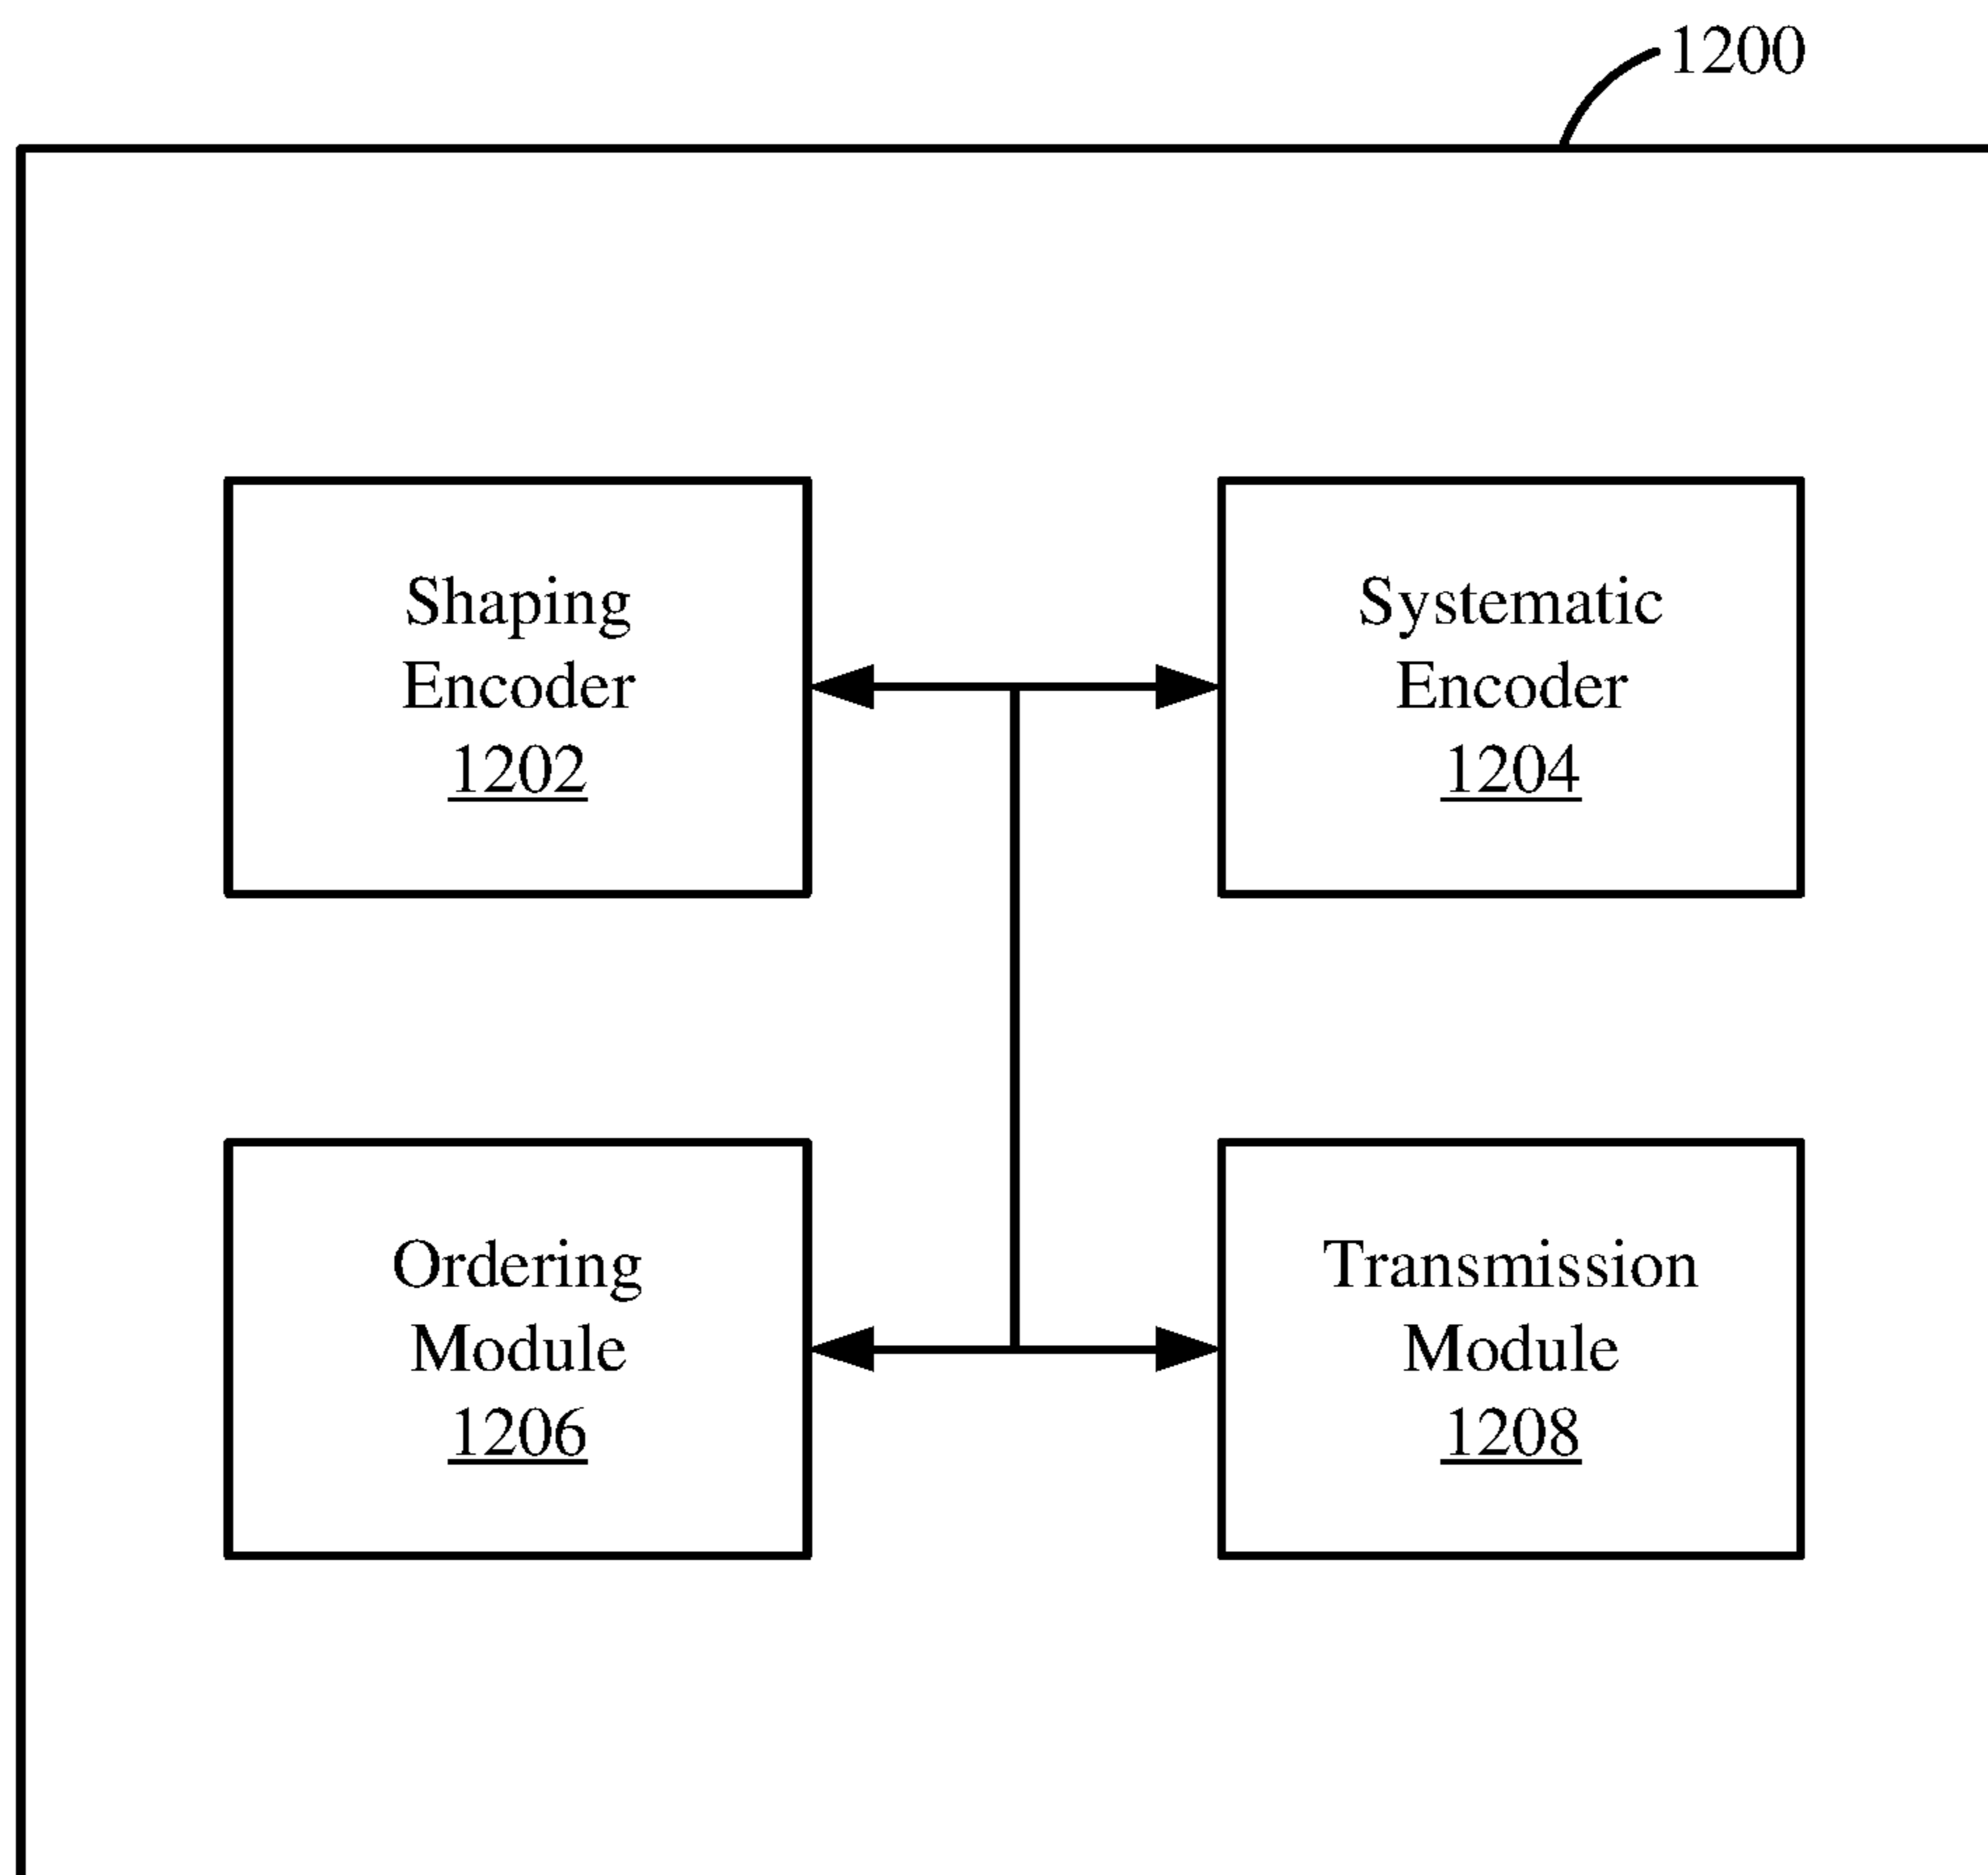 1200
Shaping
Encoder
1202
Systematic
Encoder
1204
Ordering
Module
1206
Transmission
Module
1208